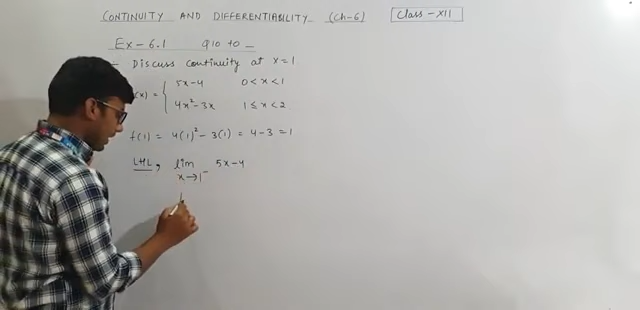 CONTINUITY AND DIFFERENTIABILITY (Ch-6) Class-XII
Ex-6.1 Q10 to
Discuss continuity at x=1
(x) = { 5x-4 0<x<1
4x²-3x 1≤x<2
f(1) = 4(1)² - 3(1) = 4-3 = 1
LHL, lim 5x-4
x→1⁻